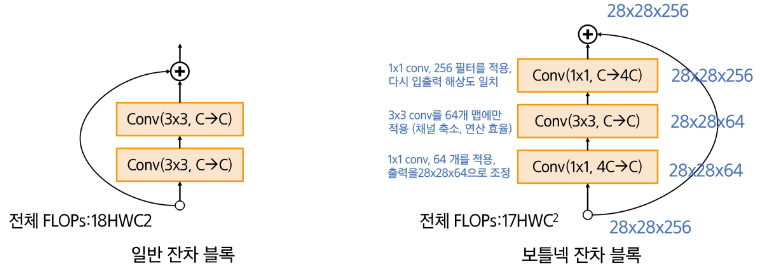 Conv(3x3, C→C)
Conv(3x3, C→C)
전체 FLOPs:18HWC2
일반 잔차 블록
28x28x256
1x1 conv, 256 필터를 적용,
다시 입출력 해상도 일치
Conv(1x1, C→4C)
28x28x256
3x3 conv를 64개 맵에만
적용 (채널 축소, 연산 효율)
Conv(3x3, C→C)
28x28x64
1x1 conv, 64 개를 적용,
출력을28x28x64으로 조정
Conv(1x1, 4C→C)
28x28x64
전체 FLOPs:17HWC²
28x28x256
보틀넥 잔차 블록